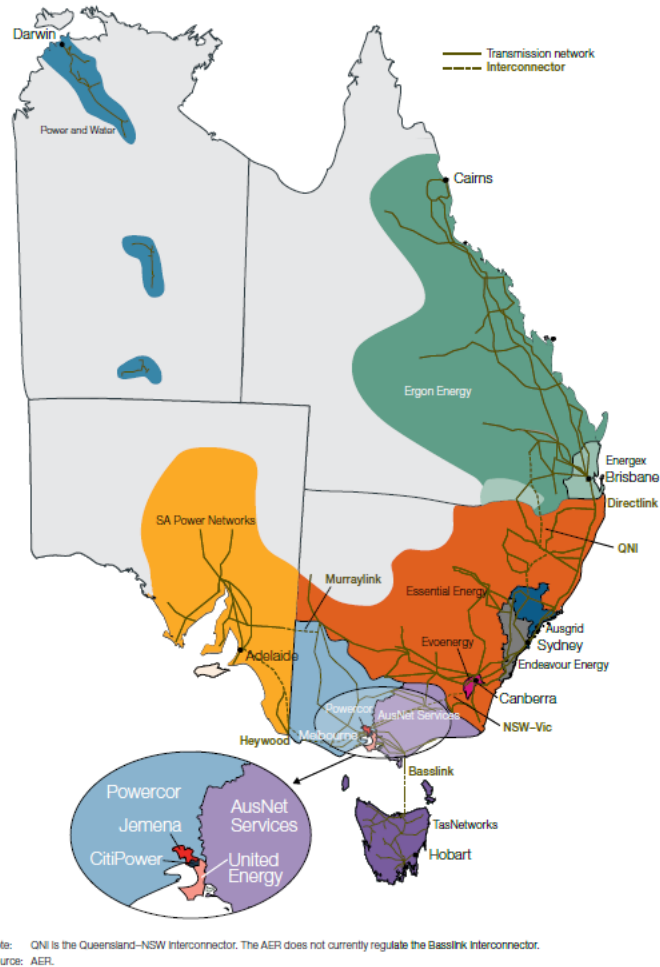 Darwin
Transmission network
Interconnector
Power and Water
Cairns
Ergon Energy
Energex
Brisbane
Directlink
SA Power Networks
QNI
Murraylink
Essential Energy
Ausgrid
Evoenergy
Sydney
Adelaide
Endeavour Energy
Canberra
Powercor
AusNet Services
NSW–Vic
Heywood
Melbourne
Basslink
Powercor
AusNet
Services
Jemena
TasNetworks
CitiPower
United
Energy
Hobart
te: QNI is the Queensland–NSW Interconnector. The AER does not currently regulate the Basslink Interconnector.
urce: AER.